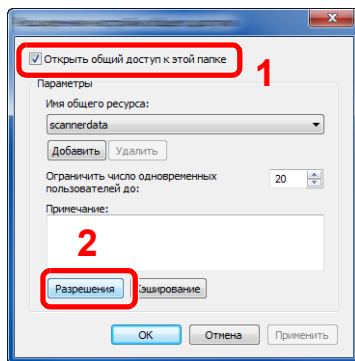 Открыть общий доступ к этой папке
1
Параметры
Имя общего ресурса:
scannerdata
Добавить Удалить
Ограничить число одновременных
пользователей до:
20
Примечание:
2
Разрешения Кэширование
OK Отмена Применить